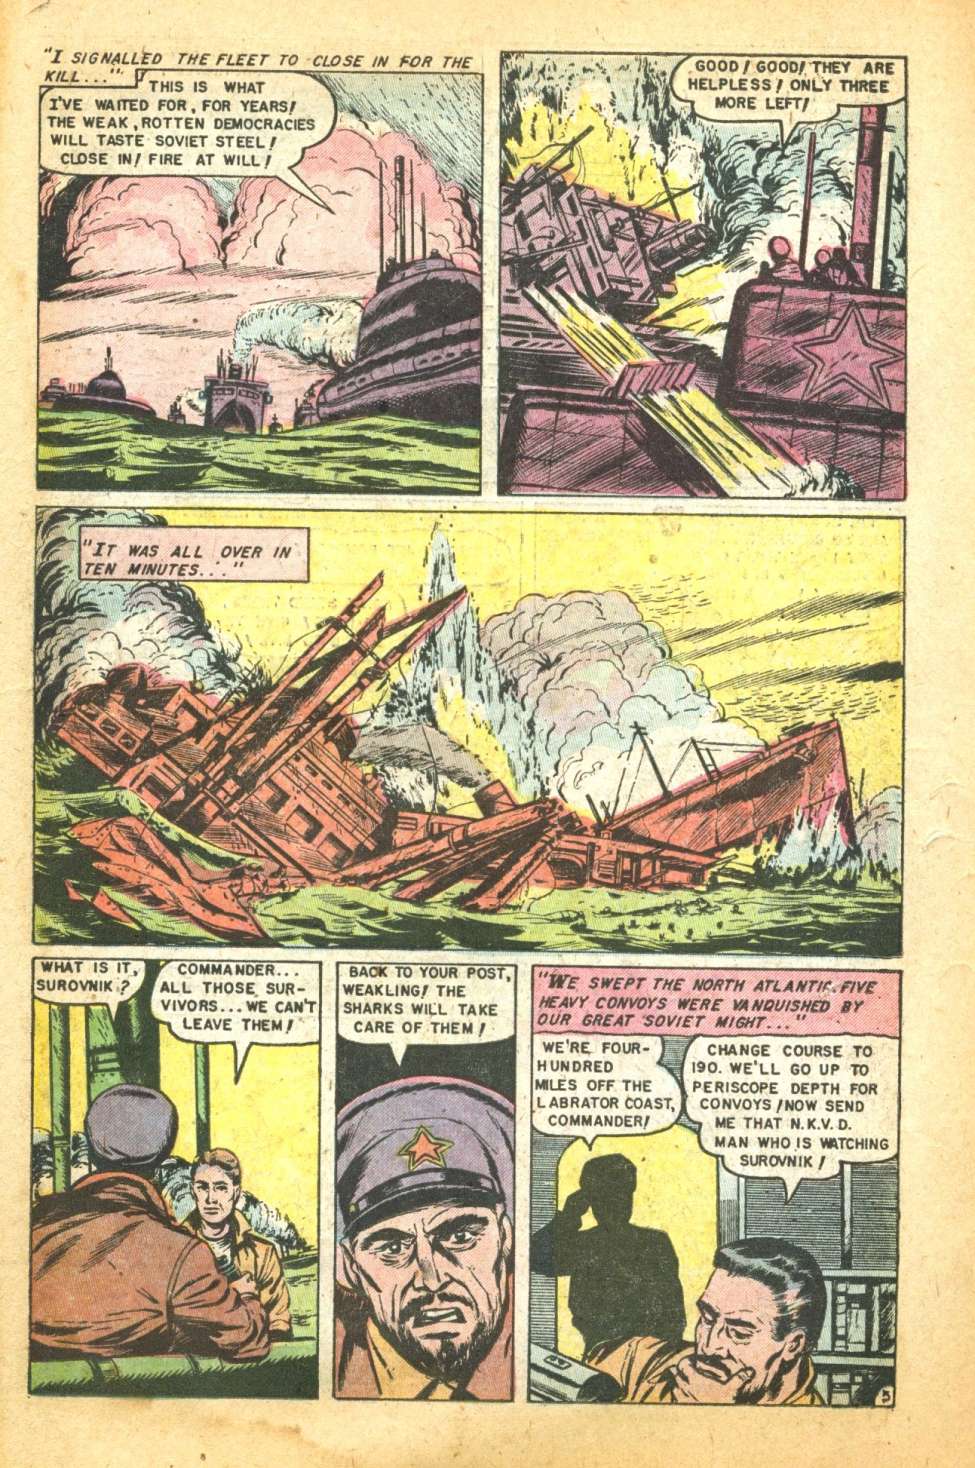 "I SIGNALLED THE FLEET TO CLOSE IN FOR THE
KILL..."
THIS IS WHAT
I'VE WAITED FOR, FOR YEARS!
THE WEAK, ROTTEN DEMOCRACIES
WILL TASTE SOVIET STEEL!
CLOSE IN! FIRE AT WILL!
GOOD! GOOD! THEY ARE
HELPLESS! ONLY THREE
MORE LEFT!
"IT WAS ALL OVER IN
TEN MINUTES..."
WHAT IS IT,
SUROVNIK?
COMMANDER...
ALL THOSE SUR-
VIVORS... WE CAN'T
LEAVE THEM!
BACK TO YOUR POST,
WEAKLING! THE
SHARKS WILL TAKE
CARE OF THEM!
"WE SWEPT THE NORTH ATLANTIC. FIVE
HEAVY CONVOYS WERE VANQUISHED BY
OUR GREAT SOVIET MIGHT..."
WE'RE FOUR-
HUNDRED
MILES OFF THE
LABRATOR COAST,
COMMANDER!
CHANGE COURSE TO
190. WE'LL GO UP TO
PERISCOPE DEPTH FOR
CONVOYS! NOW SEND
ME THAT N.K.V.D.
MAN WHO IS WATCHING
SUROVNIK!
5